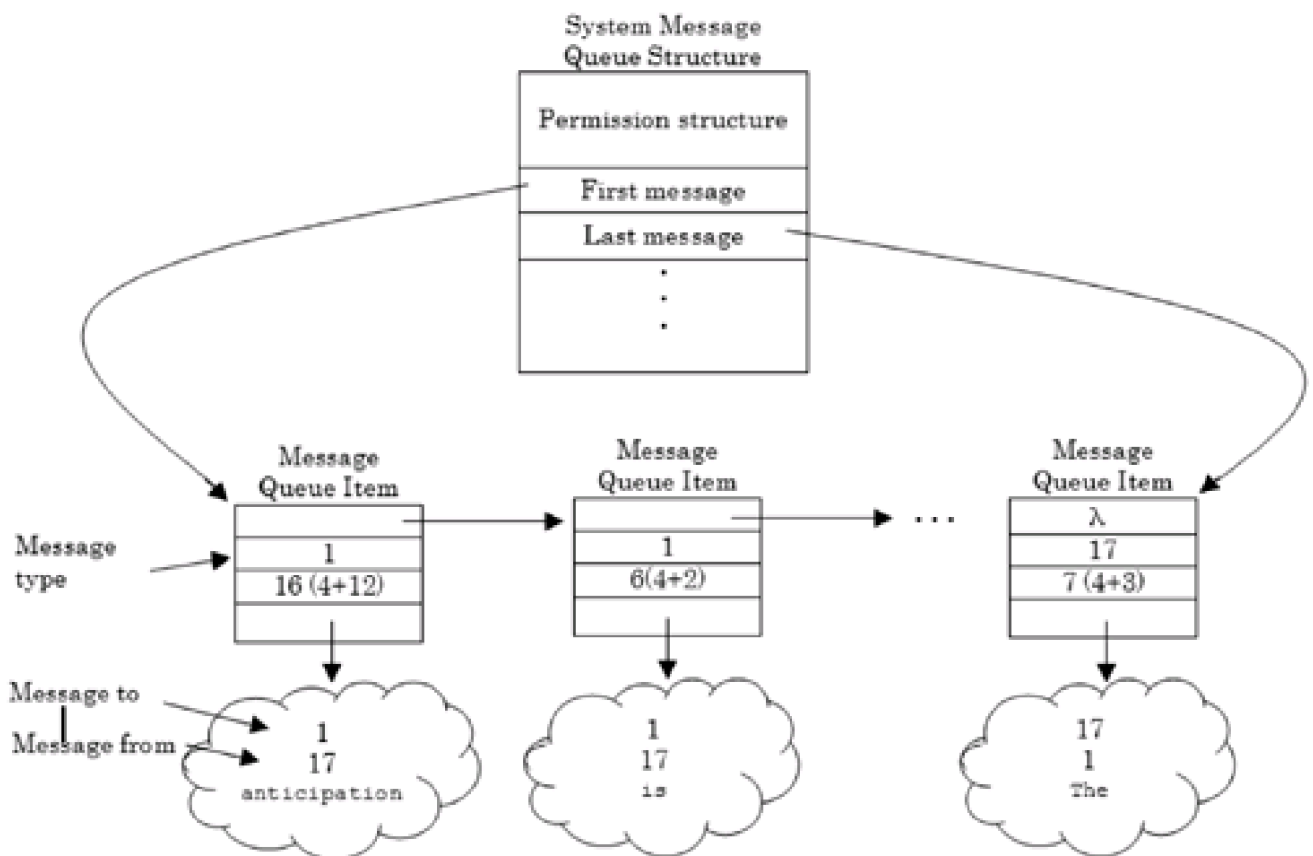 System Message
Queue Structure
Permission structure
First message
Last message
Message
Queue Item
Message
Queue Item
Message
Queue Item
λ
Message
type
1
1
17
16 (4+12)
6(4+2)
7 (4+3)
Message to
Message from
1
17
anticipation
1
17
is
17
1
The